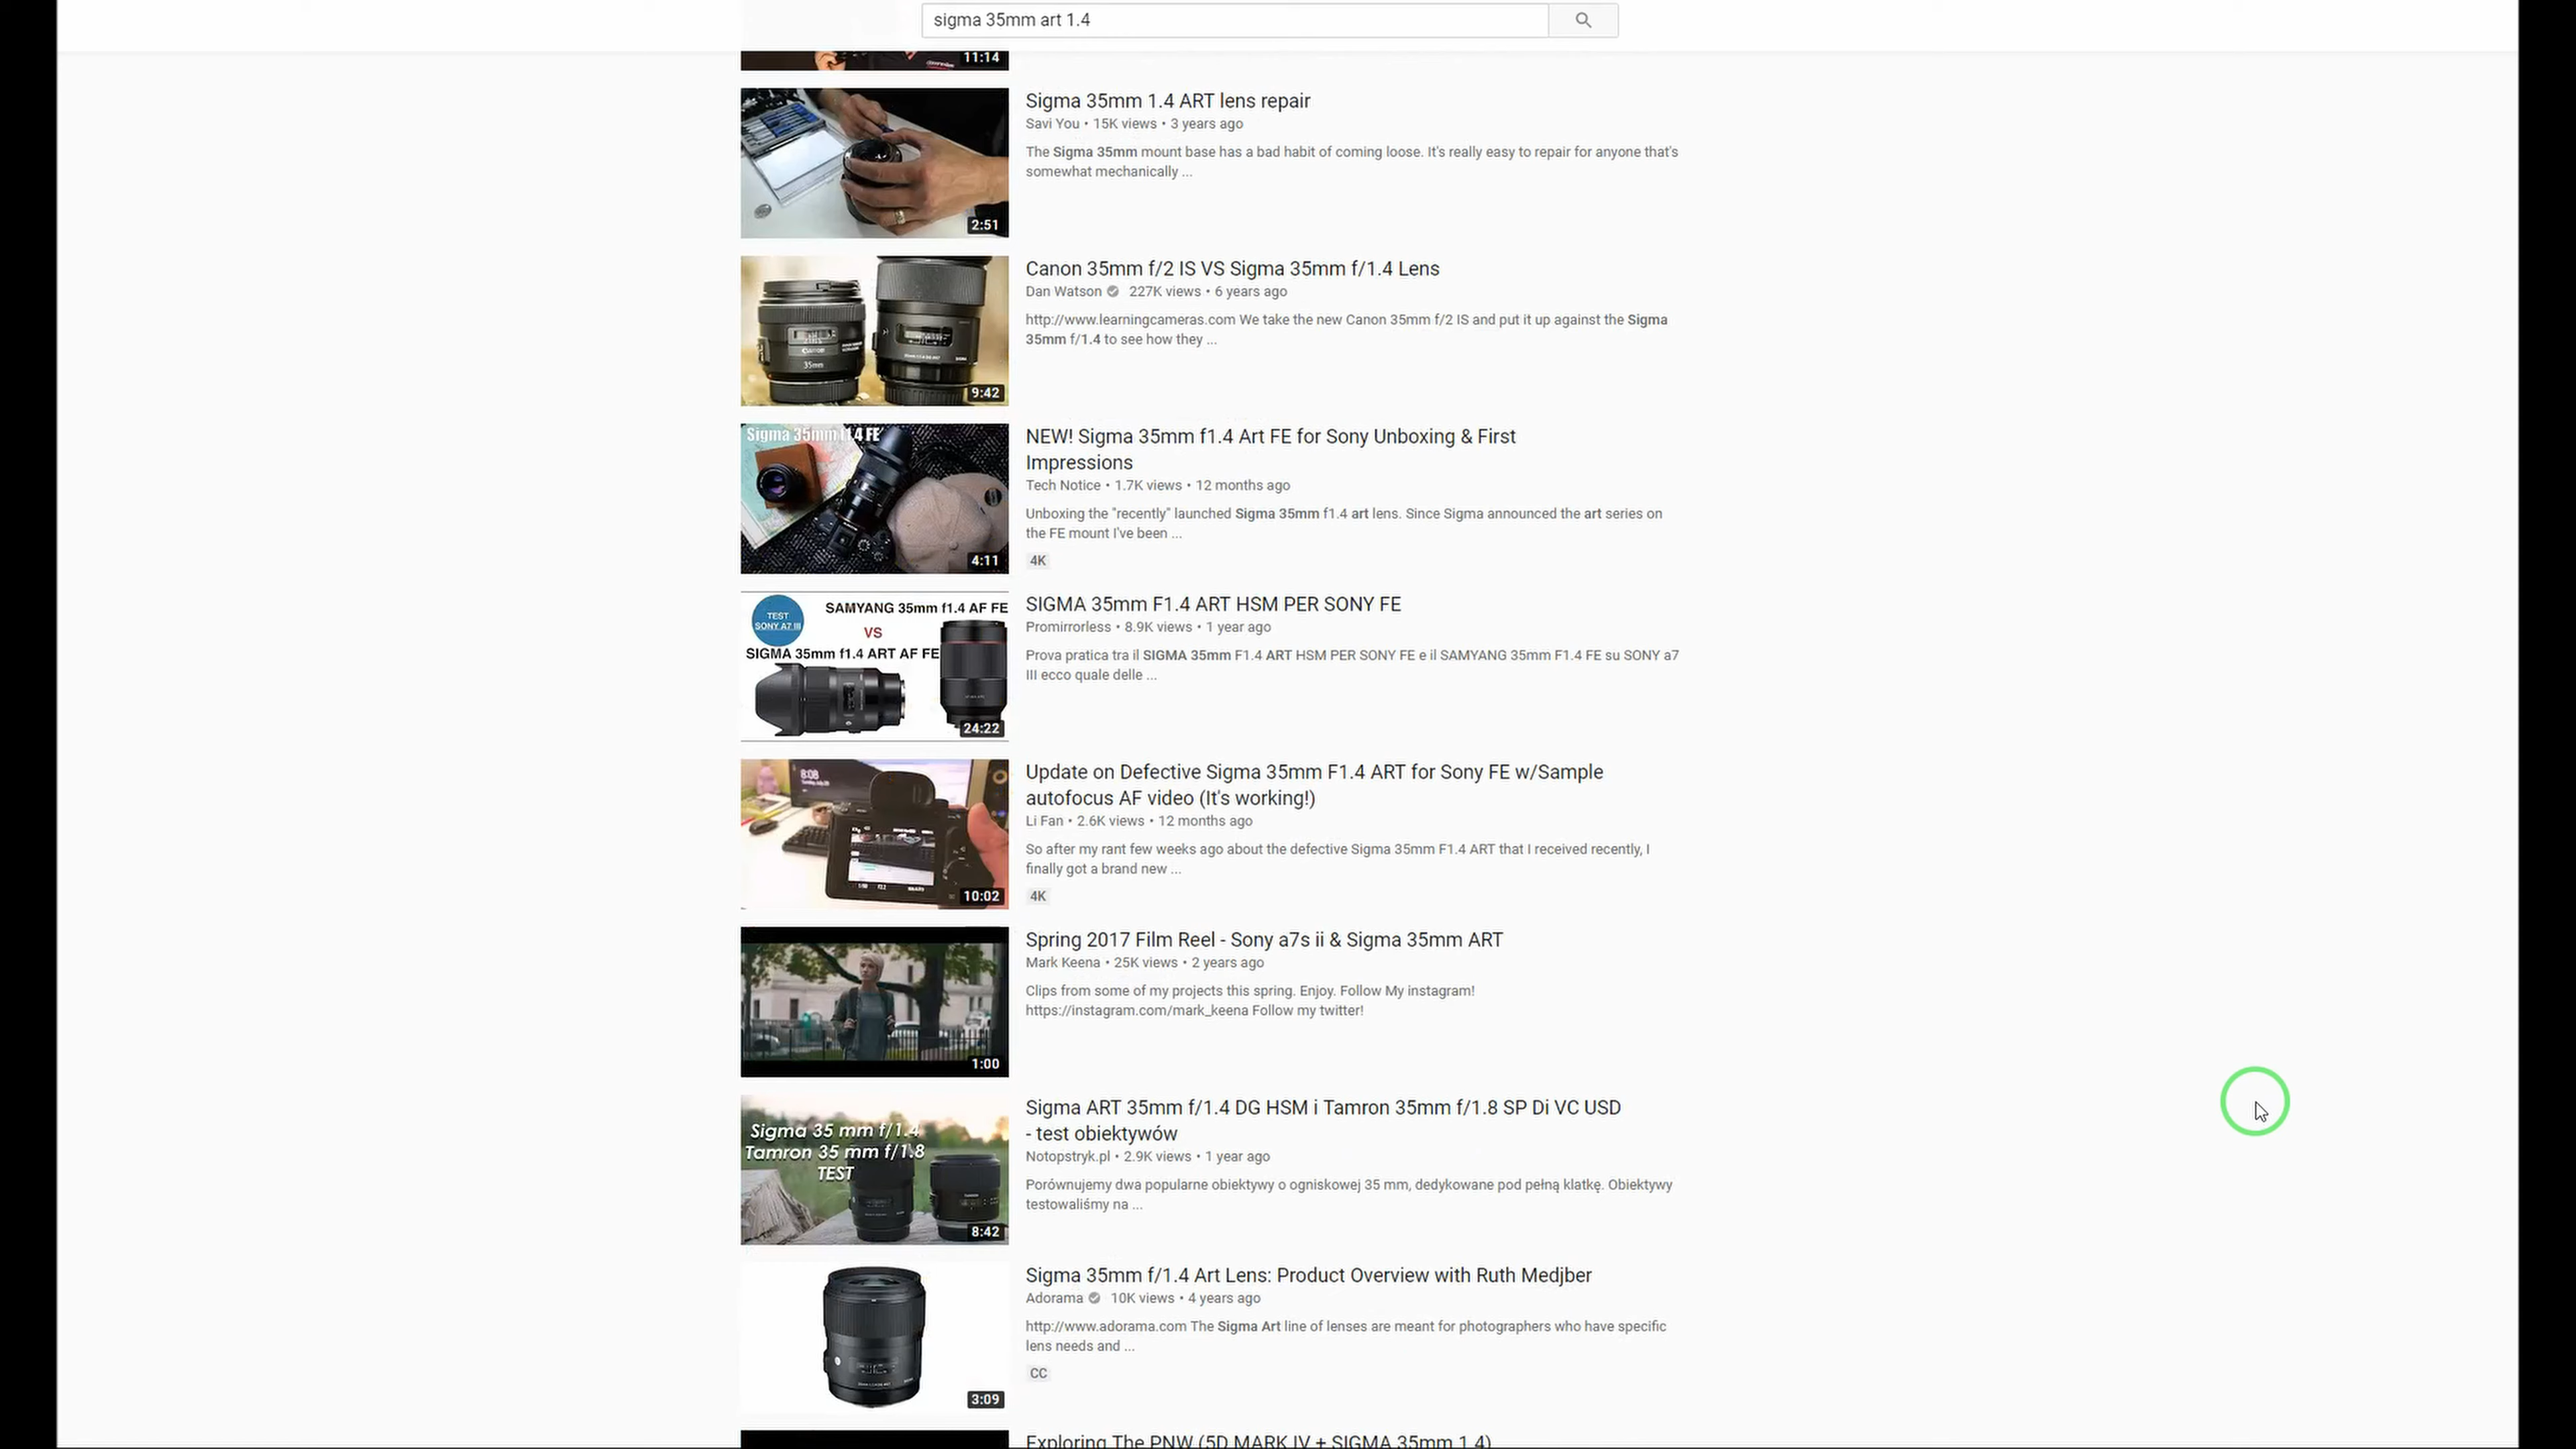 sigma 35mm art 1.4
11:14
Sigma 35mm 1.4 ART lens repair
Savi You • 15K views • 3 years ago
The Sigma 35mm mount base has a bad habit of coming loose. It's really easy to repair for anyone that's
somewhat mechanically ...
2:51
Canon 35mm f/2 IS VS Sigma 35mm f/1.4 Lens
Dan Watson 227K views • 6 years ago
http://www.learningcameras.com We take the new Canon 35mm f/2 IS and put it up against the Sigma
35mm f/1.4 to see how they ...
Canon
35mm
9:42
Sigma 35mm f1.4 FE
NEW! Sigma 35mm f1.4 Art FE for Sony Unboxing & First
Impressions
Tech Notice • 1.7K views • 12 months ago
Unboxing the "recently" launched Sigma 35mm f1.4 art lens. Since Sigma announced the art series on
the FE mount I've been ...
4:11
4K
TEST
SONY A7 III
SAMYANG 35mm f1.4 AF FE
VS
SIGMA 35mm f1.4 ART AF FE
24:22
SIGMA 35mm F1.4 ART HSM PER SONY FE
Promirrorless • 8.9K views • 1 year ago
Prova pratica tra il SIGMA 35mm F1.4 ART HSM PER SONY FE e il SAMYANG 35mm F1.4 FE su SONY a7
III ecco quale delle ...
8:08
10:02
Update on Defective Sigma 35mm F1.4 ART for Sony FE w/Sample
autofocus AF video (It's working!)
Li Fan • 2.6K views • 12 months ago
So after my rant few weeks ago about the defective Sigma 35mm F1.4 ART that I received recently, I
finally got a brand new ...
4K
Spring 2017 Film Reel - Sony a7s ii & Sigma 35mm ART
Mark Keena • 25K views • 2 years ago
Clips from some of my projects this spring. Enjoy. Follow My instagram!
https://instagram.com/mark_keena Follow my twitter!
1:00
Sigma 35 mm f/1.4
Tamron 35 mm f/1.8
TEST
8:42
Sigma ART 35mm f/1.4 DG HSM i Tamron 35mm f/1.8 SP Di VC USD
- test obiektywów
Notopstryk.pl • 2.9K views • 1 year ago
Porównujemy dwa popularne obiektywy o ogniskowej 35 mm, dedykowane pod pełną klatkę. Obiektywy
testowaliśmy na ...
Sigma 35mm f/1.4 Art Lens: Product Overview with Ruth Medjber
Adorama 10K views • 4 years ago
http://www.adorama.com The Sigma Art line of lenses are meant for photographers who have specific
lens needs and ...
CC
3:09
Exploring The PNW (5D MARK IV + SIGMA 35mm 1.4)